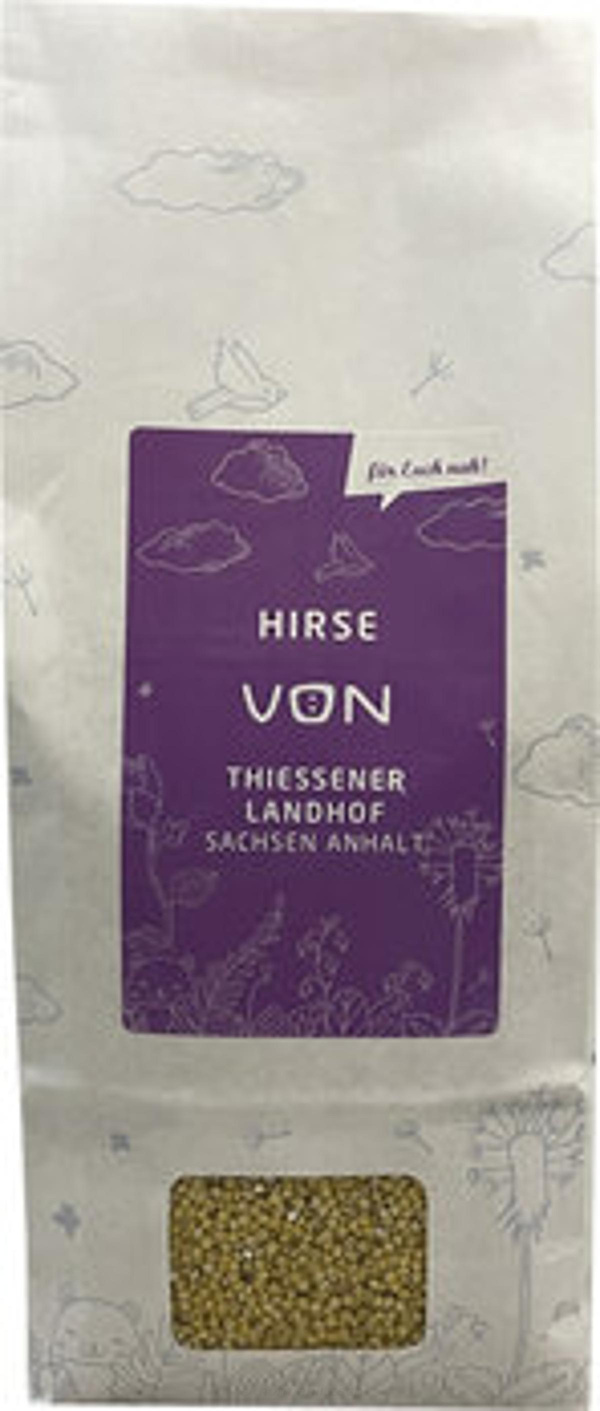 für Euch nah!
HIRSE
VON
THIESSENER
LANDHOF
SACHSEN ANHALT